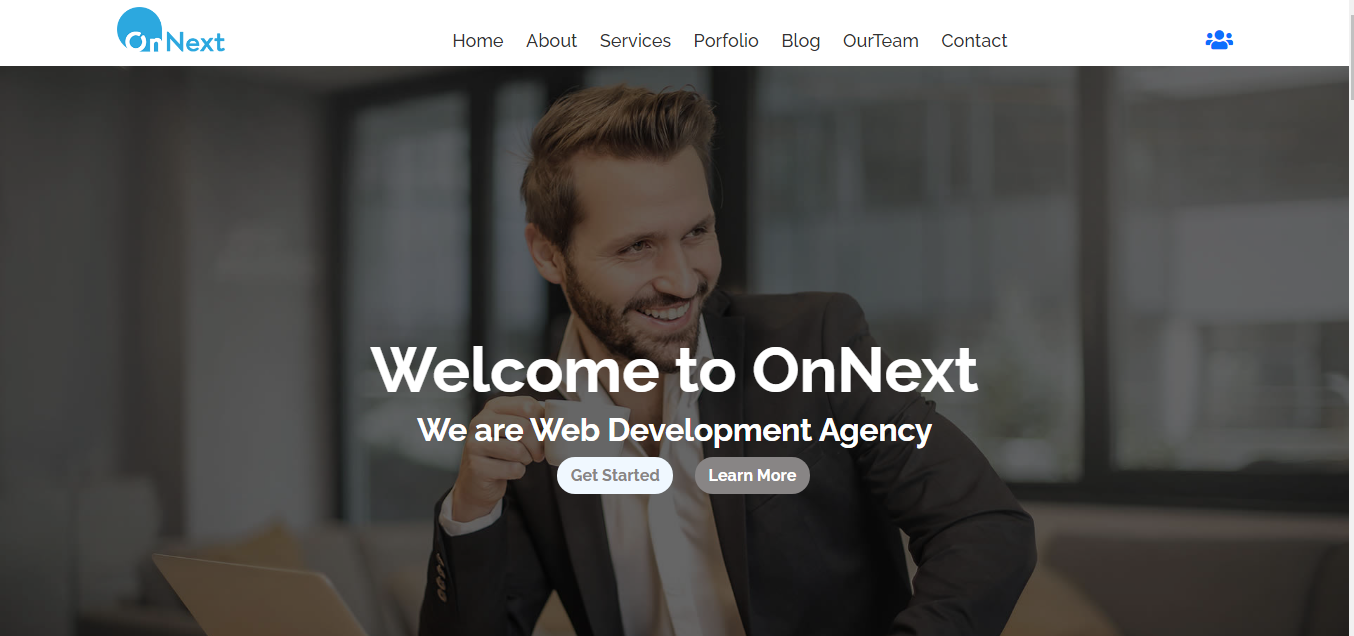 OnNext
Home About Services Porfolio Blog OurTeam Contact
Welcome to OnNext
We are Web Development Agency
Get Started Learn More